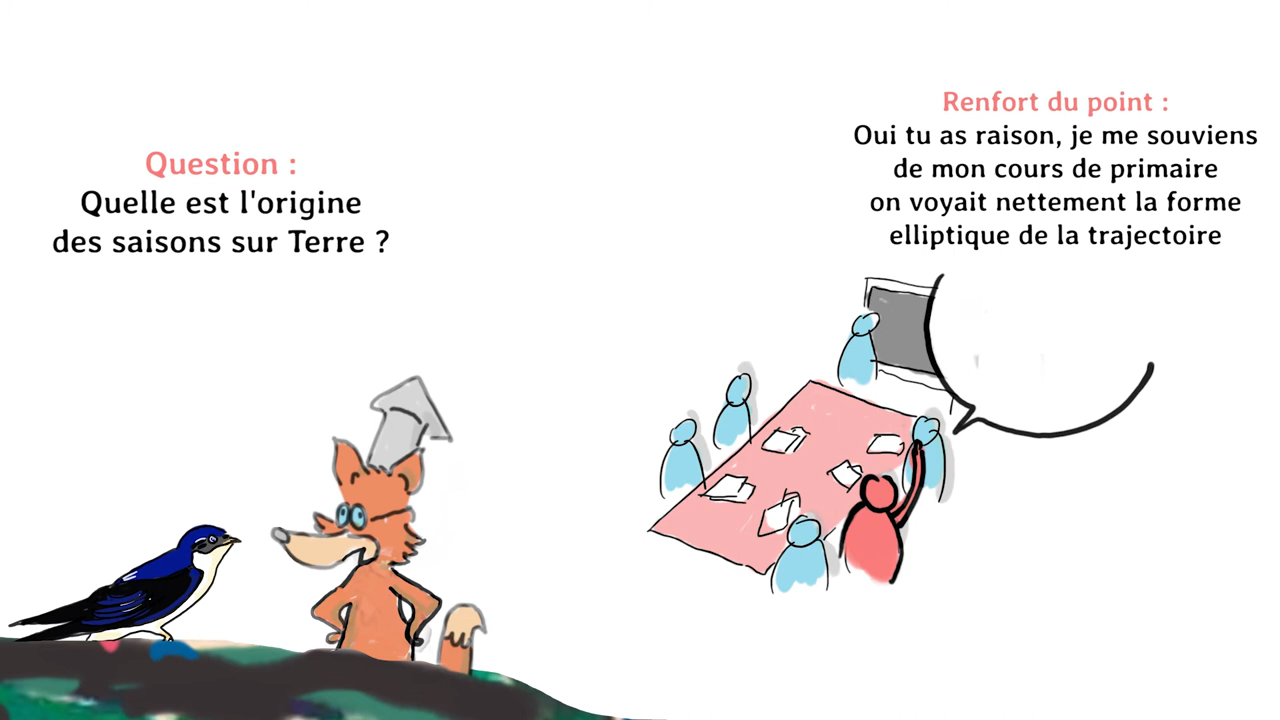 Question :
Quelle est l'origine
des saisons sur Terre ?
Renfort du point :
Oui tu as raison, je me souviens
de mon cours de primaire
on voyait nettement la forme
elliptique de la trajectoire